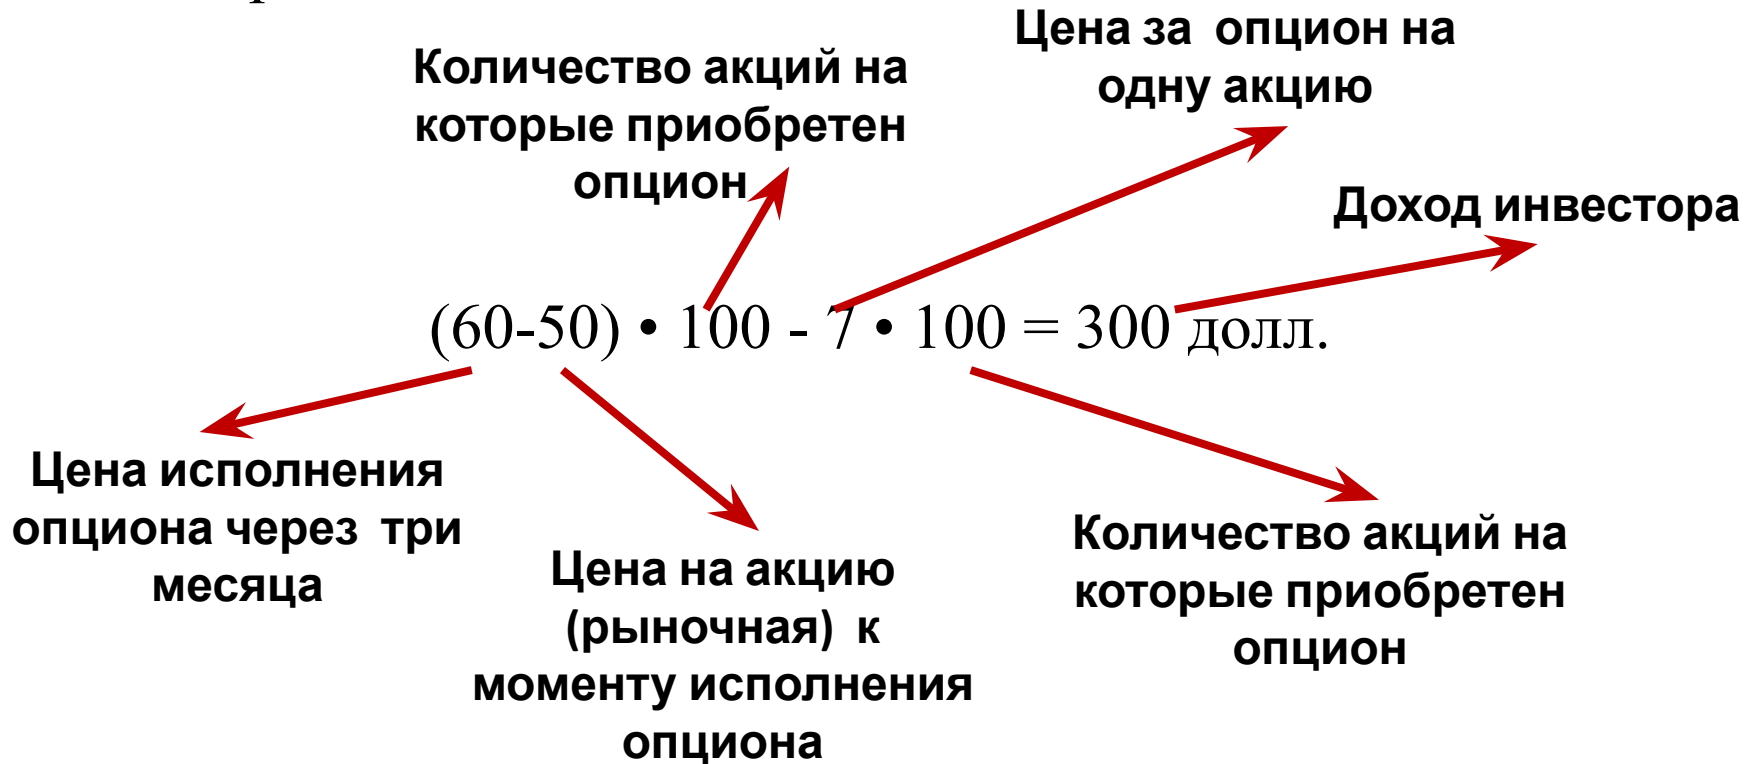 Цена за опцион на
одну акцию
Количество акций на
которые приобретен
опцион
Доход инвестора
(60-50) • 100 - 7 • 100 = 300 долл.
Цена исполнения
опциона через три
месяца
Цена на акцию
(рыночная) к
моменту исполнения
опциона
Количество акций на
которые приобретен
опцион